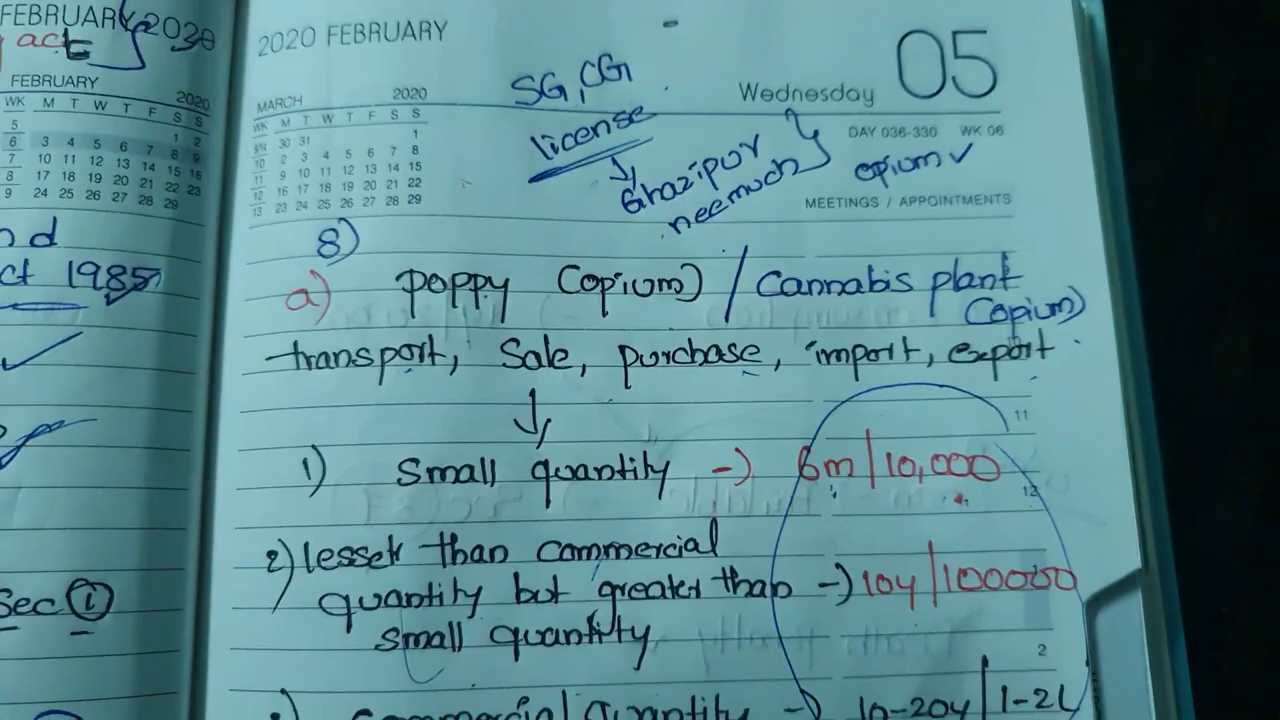 FEBRUARY 2020
act
FEBRUARY 2020
WK M T W T F S S
5 1 2
6 3 4 5 6 7 8 9
7 10 11 12 13 14 15 16
8 17 18 19 20 21 22 23
9 24 25 26 27 28 29
nd
ct 1985
Sec i
2020 FEBRUARY
05
Wednesday
DAY 036-330 WK 06
MARCH 2020
WK M T W T F S S
30 31 1
10 2 3 4 5 6 7 8
11 9 10 11 12 13 14 15
12 16 17 18 19 20 21 22
13 23 24 25 26 27 28 29
SG, CG
license
Ghazipur
neemuch
opium ✓
MEETINGS / APPOINTMENTS
8)
a) poppy (opium) / Cannabis plant
(opium)
transport, Sale, purchase, import, export.
11
1) Small quantity -> 6m | 10,000
12
2) lesser than commercial
quantity but greater than -> 10y | 100000
small quantity
2
commercial quantity -> 10-20y | 1-2L